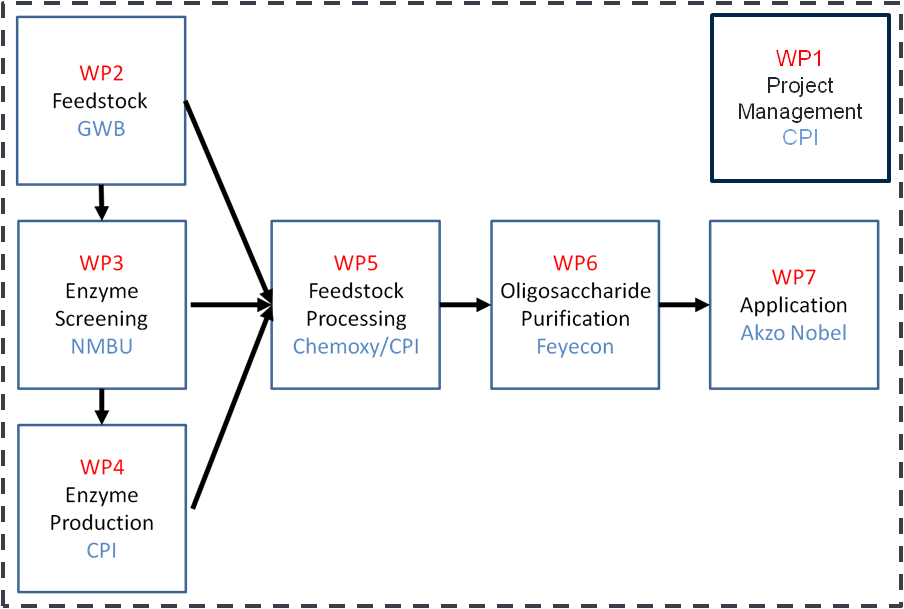 WP2
Feedstock
GWB
WP1
Project
Management
CPI
WP3
Enzyme
Screening
NMBU
WP5
Feedstock
Processing
Chemoxy/CPI
WP6
Oligosaccharide
Purification
Feyecon
WP7
Application
Akzo Nobel
WP4
Enzyme
Production
CPI